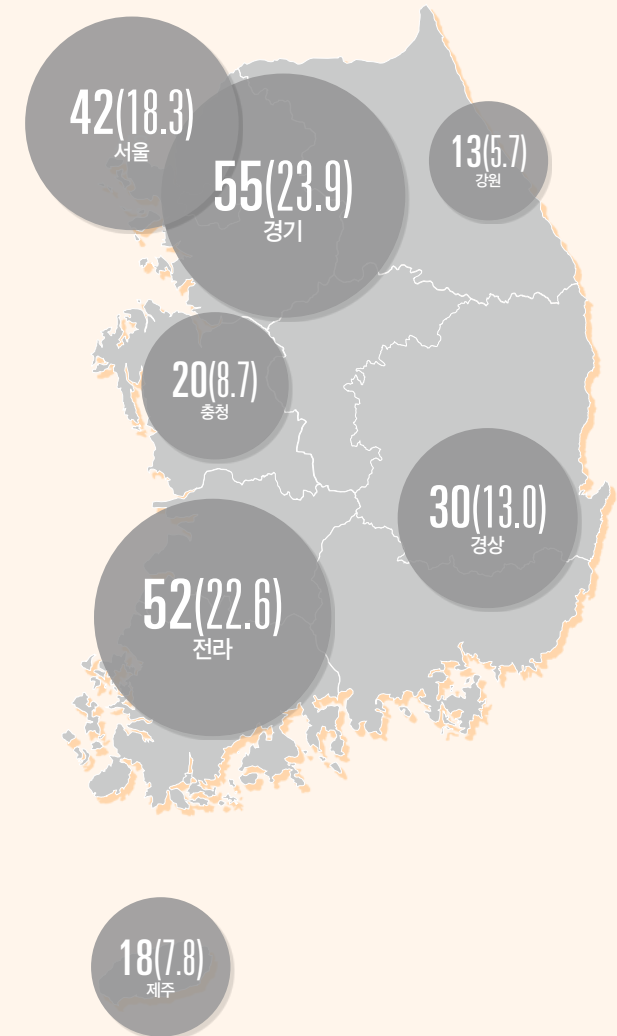 42(18.3)
서울
55(23.9)
경기
13(5.7)
강원
20(8.7)
충청
30(13.0)
경상
52(22.6)
전라
18(7.8)
제주